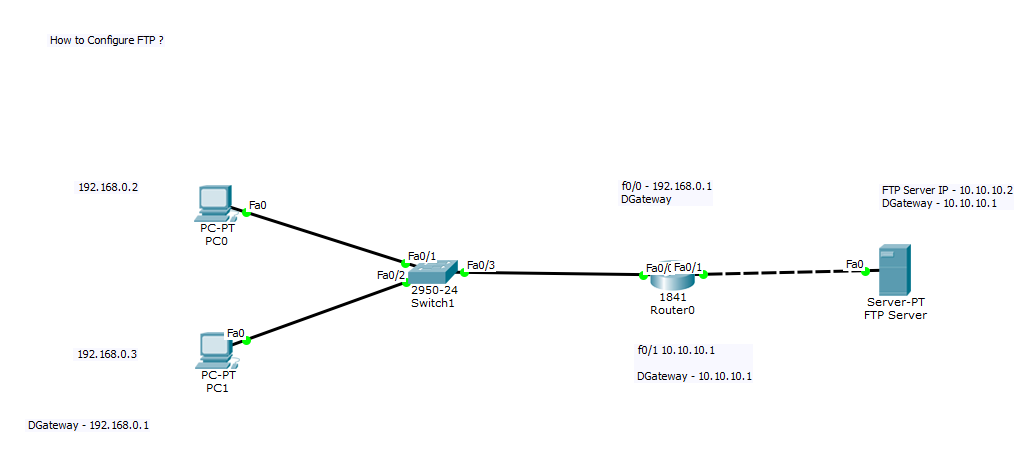 How to Configure FTP ?
192.168.0.2
f0/0 - 192.168.0.1
DGateway
FTP Server IP - 10.10.10.2
DGateway - 10.10.10.1
Fa0
PC-PT
PC0
Fa0/1
Fa0/2
Fa0/3
2950-24
Switch1
Fa0/0
Fa0/1
1841
Router0
Fa0
Server-PT
FTP Server
Fa0
PC-PT
PC1
192.168.0.3
f0/1 10.10.10.1
DGateway - 10.10.10.1
DGateway - 192.168.0.1